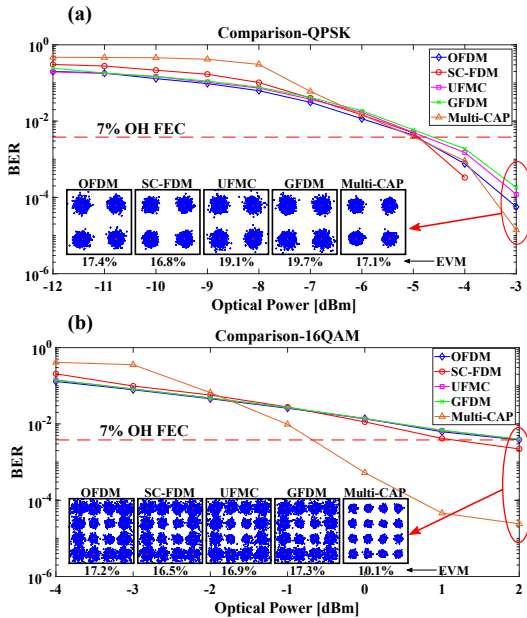 (a)
Comparison-QPSK
10^0
OFDM
SC-FDM
UFMC
GFDM
Multi-CAP
10^-2
7% OH FEC
BER
OFDM SC-FDM UFMC GFDM Multi-CAP
10^-4
17.4% 16.8% 19.1% 19.7% 17.1% EVM
10^-6
-12 -11 -10 -9 -8 -7 -6 -5 -4 -3
Optical Power [dBm]
(b)
Comparison-16QAM
10^0
OFDM
SC-FDM
UFMC
GFDM
Multi-CAP
10^-2
7% OH FEC
BER
OFDM SC-FDM UFMC GFDM Multi-CAP
10^-4
17.2% 16.5% 16.9% 17.3% 10.1% EVM
10^-6
-4 -3 -2 -1 0 1 2
Optical Power [dBm]